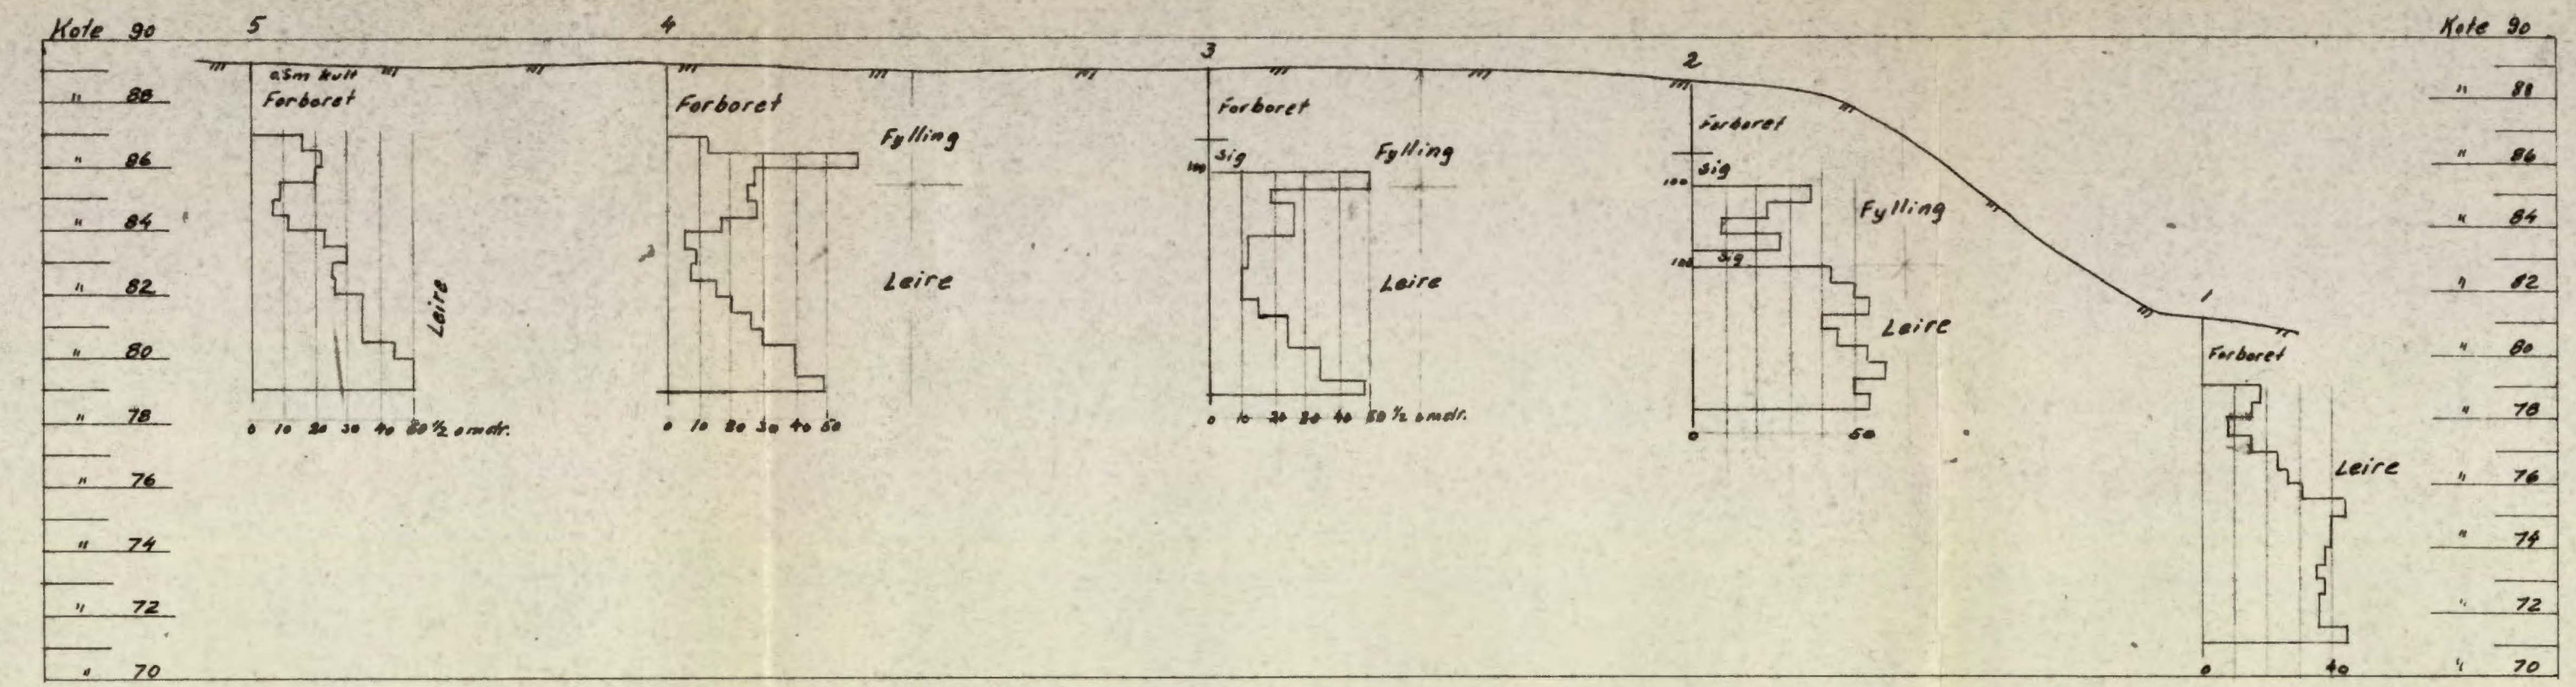 Kote 90 5 4 3 2 Kote 90
0.5m kult
Forboret Forboret Forboret Forboret
" 88 " 88
Fylling Fylling
" 86 sig sig " 86
100 100
Fylling
" 84 " 84
Leire Leire Leire
100 sig
" 82 1 " 82
Leire
" 80 Forboret " 80
" 78 " 78
0 10 20 30 40 50 ½ omdr. 0 10 20 30 40 50 0 10 20 30 40 50 ½ omdr. 0 50
Leire
" 76 " 76
" 74 " 74
" 72 " 72
" 70 0 40 " 70